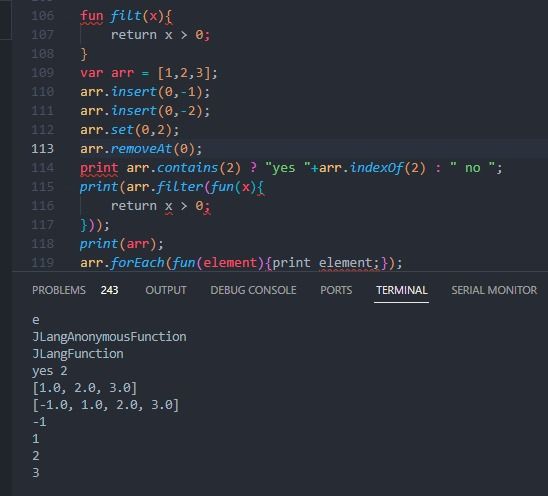 106 fun filt(x){
107     return x > 0;
108 }
109 var arr = [1,2,3];
110 arr.insert(0,-1);
111 arr.insert(0,-2);
112 arr.set(0,2);
113 arr.removeAt(0);
114 print arr.contains(2) ? "yes "+arr.indexOf(2) : " no ";
115 print(arr.filter(fun(x){
116     return x > 0;
117 }));
118 print(arr);
119 arr.forEach(fun(element){print element;});
PROBLEMS 243 OUTPUT DEBUG CONSOLE PORTS TERMINAL SERIAL MONITOR
e
JLangAnonymousFunction
JLangFunction
yes 2
[1.0, 2.0, 3.0]
[-1.0, 1.0, 2.0, 3.0]
-1
1
2
3